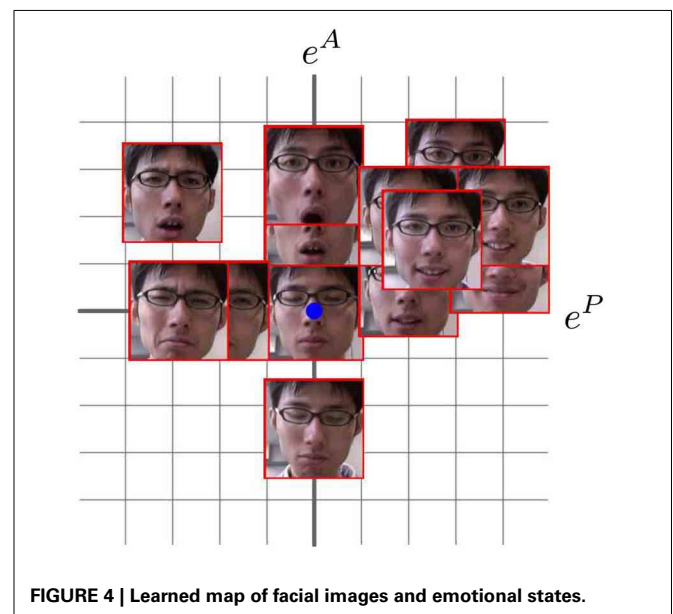 e^A
e^P
FIGURE 4 | Learned map of facial images and emotional states.